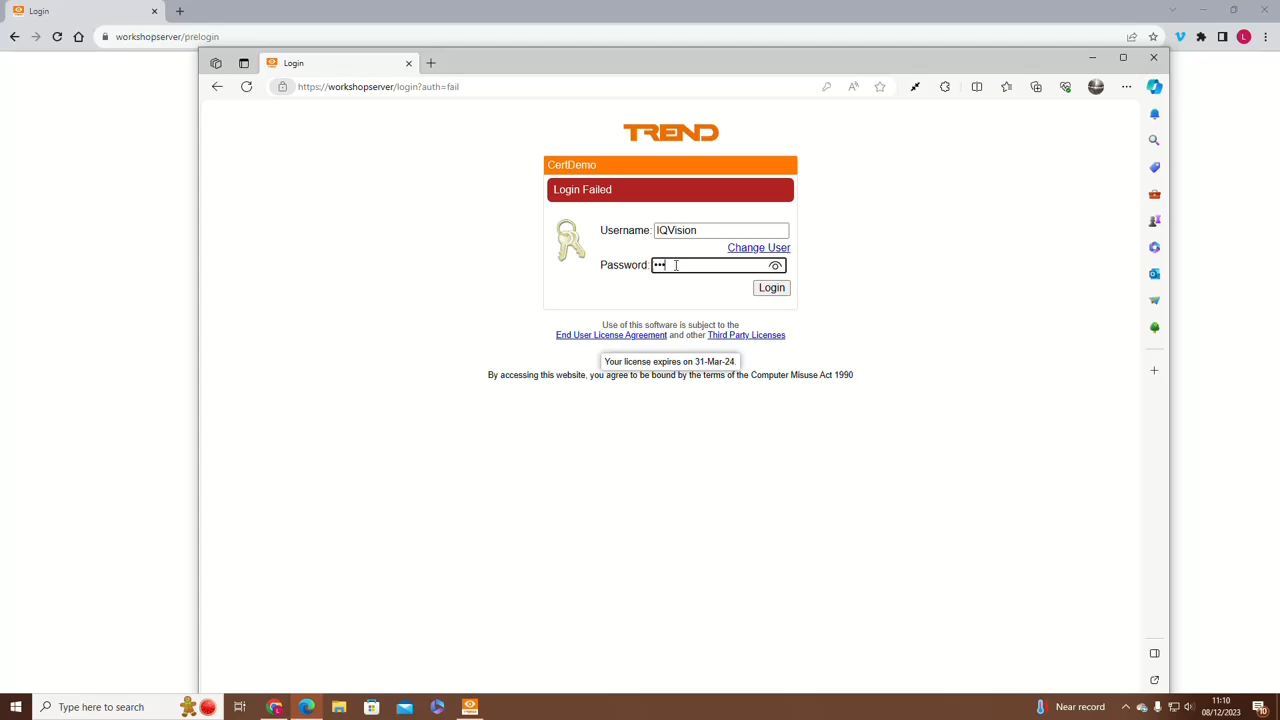 Login
workshopserver/prelogin
L
Login
https://workshopserver/login?auth=fail
TREND
CertDemo
Login Failed
Username: IQVision
Change User
Password: •••
Login
Use of this software is subject to the
End User License Agreement and other Third Party Licenses
Your license expires on 31-Mar-24.
By accessing this website, you agree to be bound by the terms of the Computer Misuse Act 1990
Type here to search
Near record
11:10
08/12/2023
10